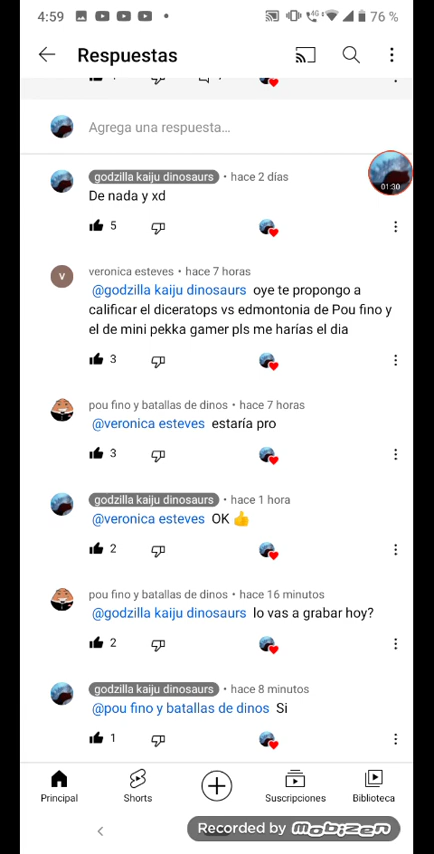 4:59
4G
76 %
Respuestas
Agrega una respuesta...
01:30
godzilla kaiju dinosaurs • hace 2 días
De nada y xd
5
v
veronica esteves • hace 7 horas
@godzilla kaiju dinosaurs oye te propongo a
calificar el diceratops vs edmontonia de Pou fino y
el de mini pekka gamer pls me harías el dia
3
pou fino y batallas de dinos • hace 7 horas
@veronica esteves estaría pro
3
godzilla kaiju dinosaurs • hace 1 hora
@veronica esteves OK 👍
2
pou fino y batallas de dinos • hace 16 minutos
@godzilla kaiju dinosaurs lo vas a grabar hoy?
2
godzilla kaiju dinosaurs • hace 8 minutos
@pou fino y batallas de dinos Si
1
Principal
Shorts
Suscripciones
Biblioteca
Recorded by mobizen